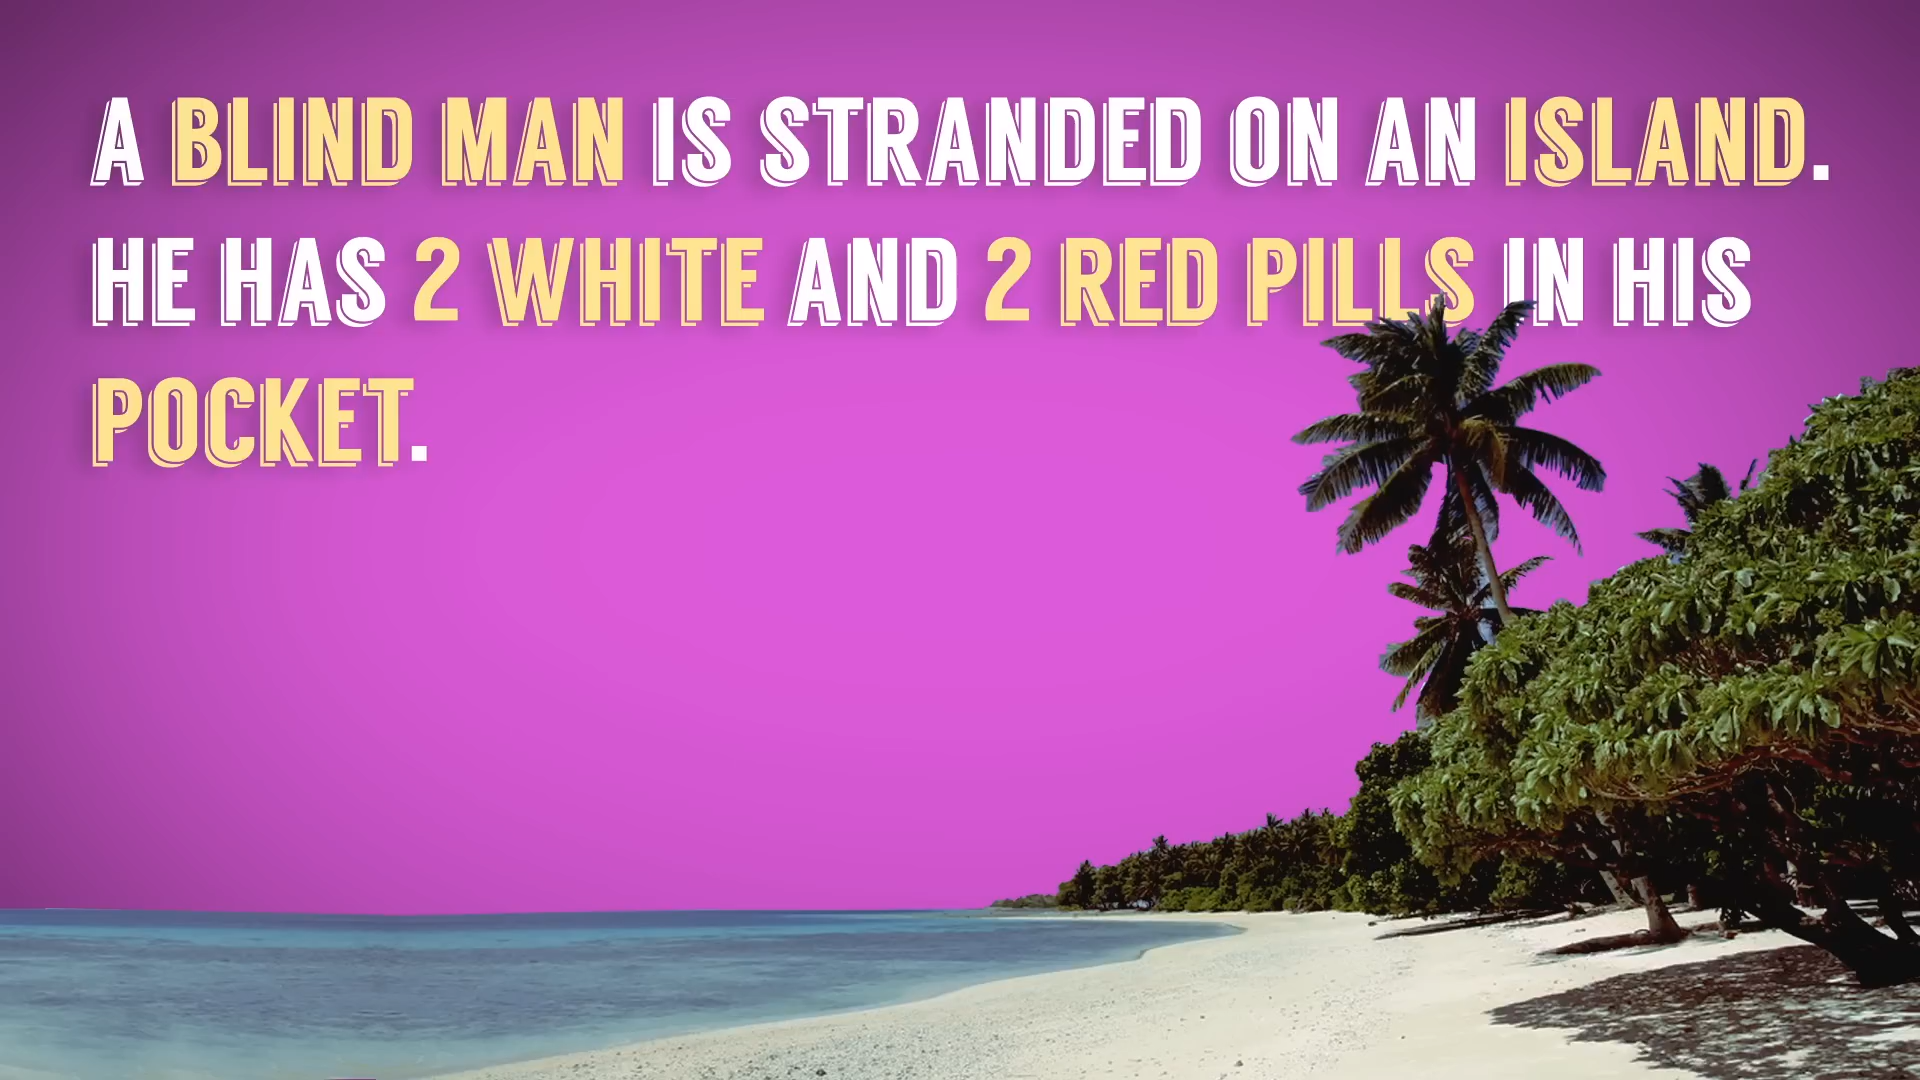 A BLIND MAN IS STRANDED ON AN ISLAND.
HE HAS 2 WHITE AND 2 RED PILLS IN HIS
POCKET.